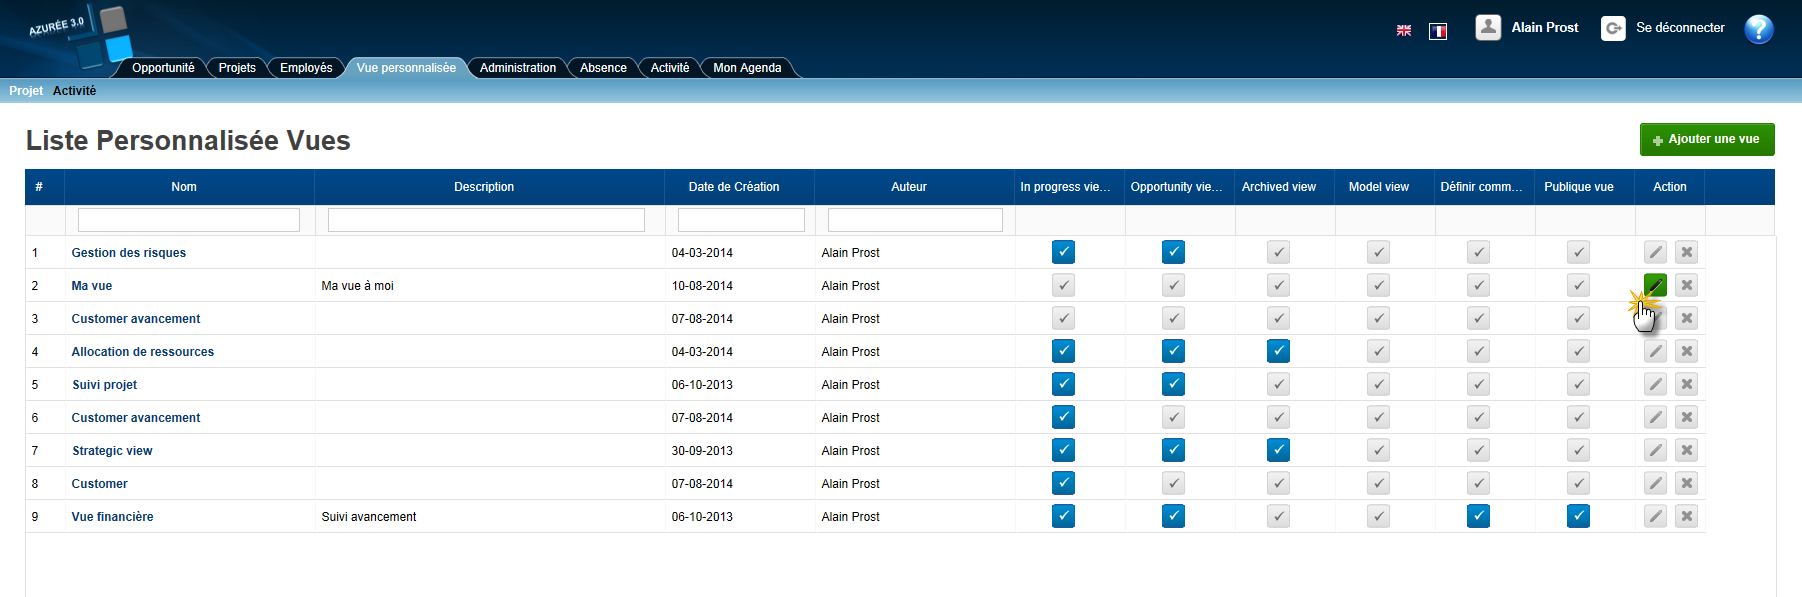 AZURÉE 3.0
Alain Prost Se déconnecter ?
Opportunité Projets Employés Vue personnalisée Administration Absence Activité Mon Agenda
Projet Activité
Liste Personnalisée Vues
Ajouter une vue
# Nom Description Date de Création Auteur In progress vie... Opportunity vie... Archived view Model view Définir comm... Publique vue Action
1 Gestion des risques 04-03-2014 Alain Prost
2 Ma vue Ma vue à moi 10-08-2014 Alain Prost
3 Customer avancement 07-08-2014 Alain Prost
4 Allocation de ressources 04-03-2014 Alain Prost
5 Suivi projet 06-10-2013 Alain Prost
6 Customer avancement 07-08-2014 Alain Prost
7 Strategic view 30-09-2013 Alain Prost
8 Customer 07-08-2014 Alain Prost
9 Vue financière Suivi avancement 06-10-2013 Alain Prost